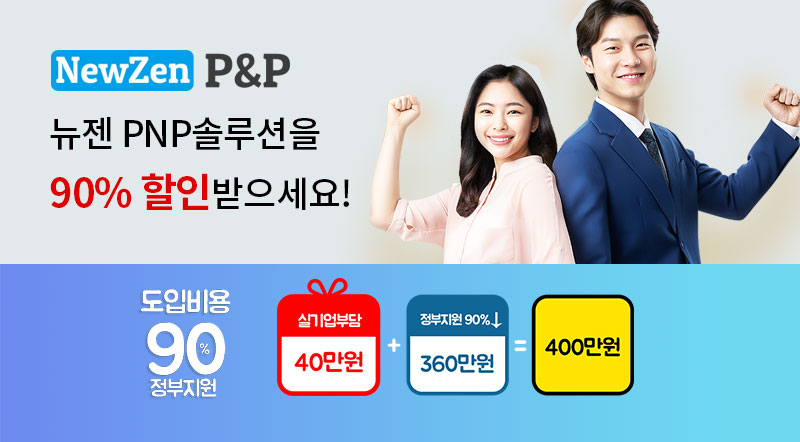 NewZen P&P
뉴젠 PNP솔루션을
90% 할인받으세요!
도입비용
90%
정부지원
실기업부담
40만원
+
정부지원 90%↓
360만원
=
400만원